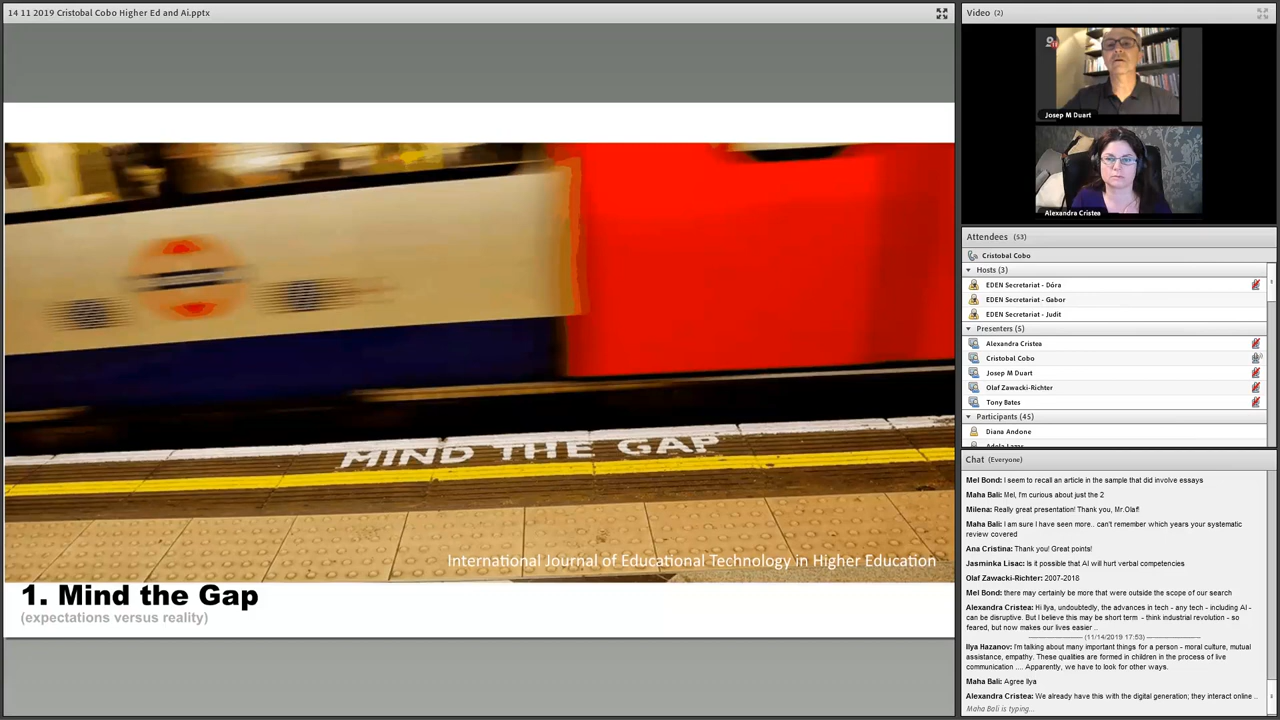 14 11 2019 Cristobal Cobo Higher Ed and Ai.pptx
MIND THE GAP
International Journal of Educational Technology in Higher Education
1. Mind the Gap
(expectations versus reality)
Video (2)
Josep M Duart
Alexandra Cristea
Attendees (53)
Cristobal Cobo
Hosts (3)
EDEN Secretariat - Dóra
EDEN Secretariat - Gabor
EDEN Secretariat - Judit
Presenters (5)
Alexandra Cristea
Cristobal Cobo
Josep M Duart
Olaf Zawacki-Richter
Tony Bates
Participants (45)
Diana Andone
Chat (Everyone)
Mel Bond: I seem to recall an article in the sample that did involve essays
Maha Bali: Mel, I'm curious about just the 2
Milena: Really great presentation! Thank you, Mr.Olaf!
Maha Bali: I am sure I have seen more.. can't remember which years your systematic
review covered
Ana Cristina: Thank you! Great points!
Jasminka Lisac: Is it possible that AI will hurt verbal competencies
Olaf Zawacki-Richter: 2007-2018
Mel Bond: there may certainly be more that were outside the scope of our search
Alexandra Cristea: Hi Ilya, undoubtedly, the advances in tech - any tech - including AI -
can be disruptive. But I believe this may be short term - think industrial revolution - so
feared, but now makes our lives easier ..
(11/14/2019 17:53)
Ilya Hazanov: I'm talking about many important things for a person - moral culture, mutual
assistance, empathy. These qualities are formed in children in the process of live
communication .... Apparently, we have to look for other ways.
Maha Bali: Agree Ilya
Alexandra Cristea: We already have this with the digital generation; they interact online ..
Maha Bali is typing...